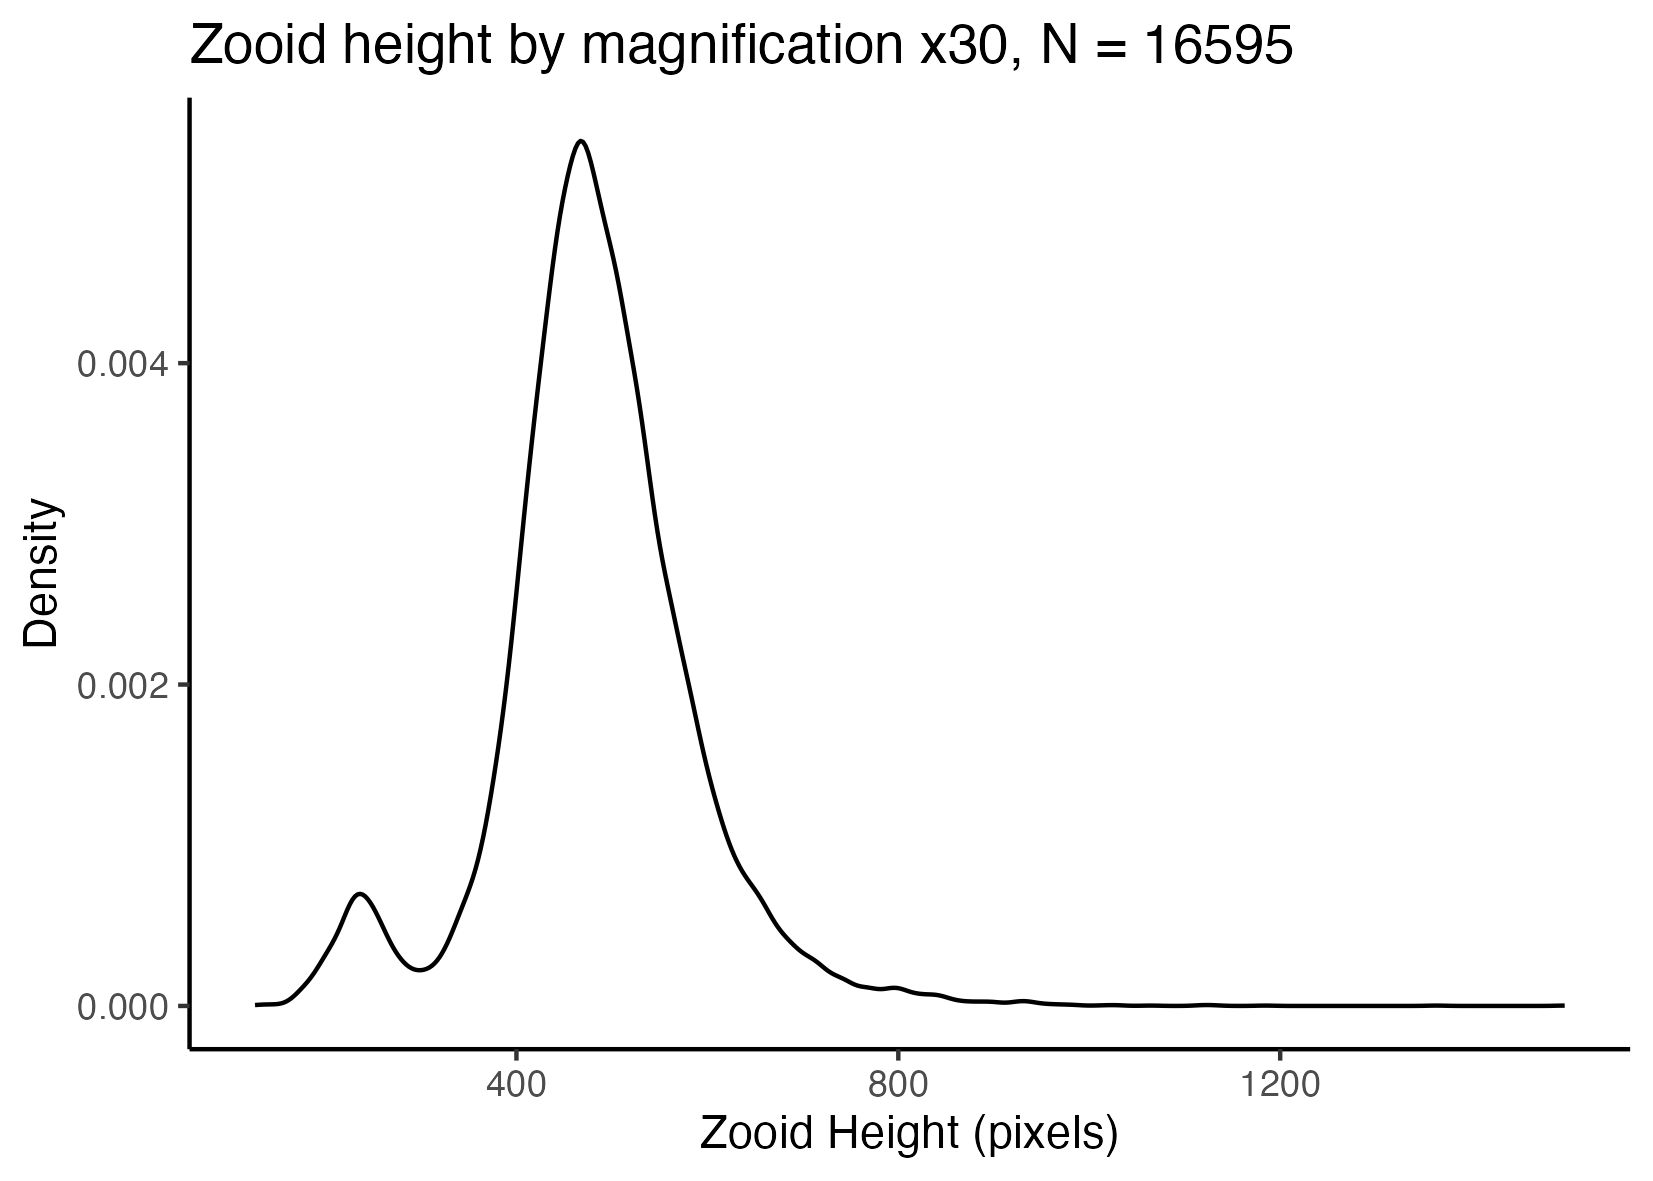 Zooid height by magnification x30, N = 16595
Density
0.004
0.002
0.000
400 800 1200
Zooid Height (pixels)